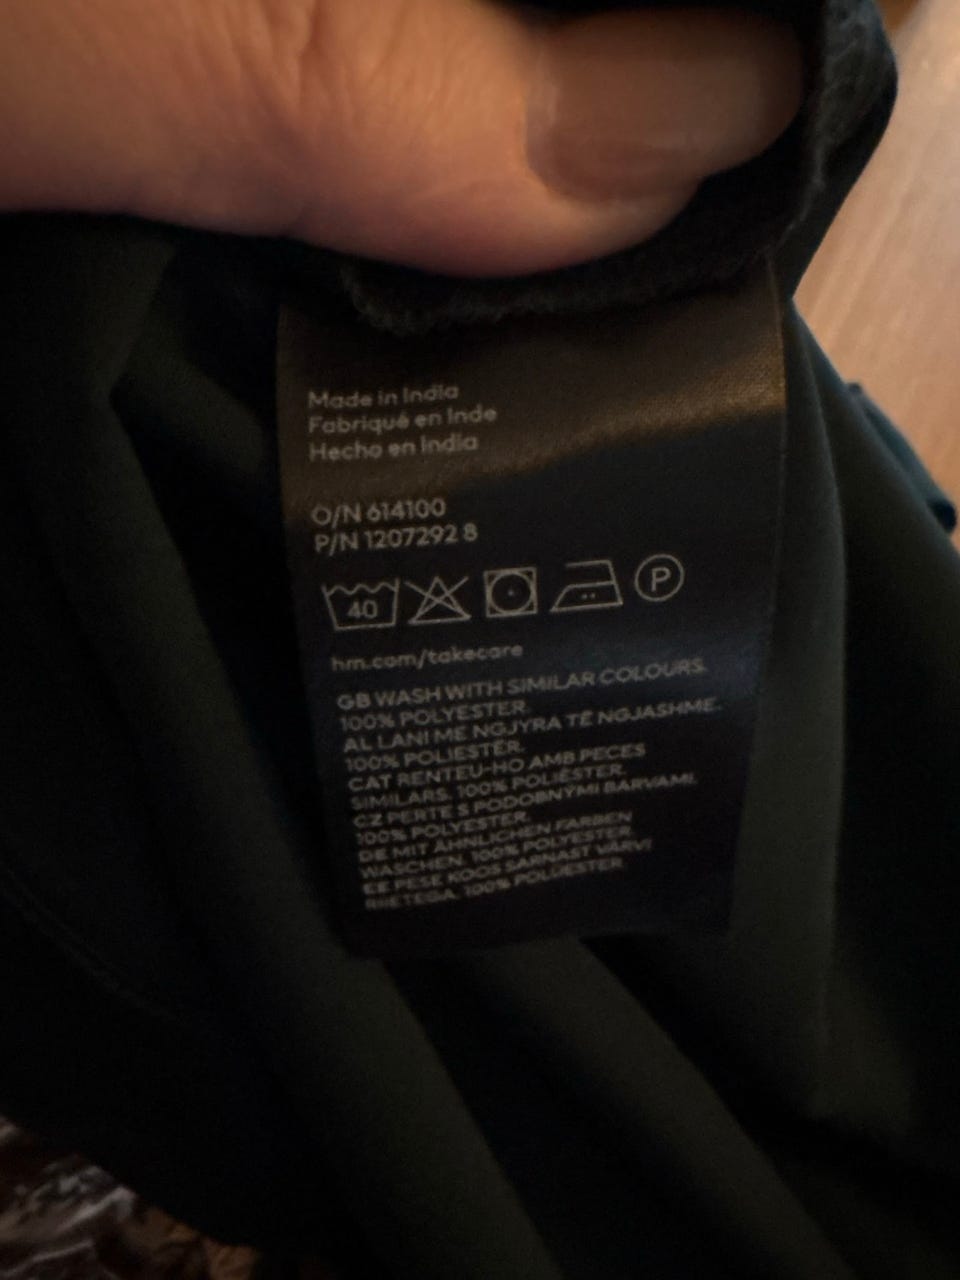 Made in India
Fabriqué en Inde
Hecho en India
O/N 614100
P/N 1207292 8
40 P
hm.com/takecare
GB WASH WITH SIMILAR COLOURS.
100% POLYESTER.
AL LANI ME NGJYRA TË NGJASHME.
100% POLIESTËR.
CAT RENTEU-HO AMB PECES
SIMILARS. 100% POLIÈSTER.
CZ PERTE S PODOBNÝMI BARVAMI.
100% POLYESTER.
DE MIT ÄHNLICHEN FARBEN
WASCHEN. 100% POLYESTER.
EE PESE KOOS SARNAST VÄRVI
RIIETEGA. 100% POLÜESTER.